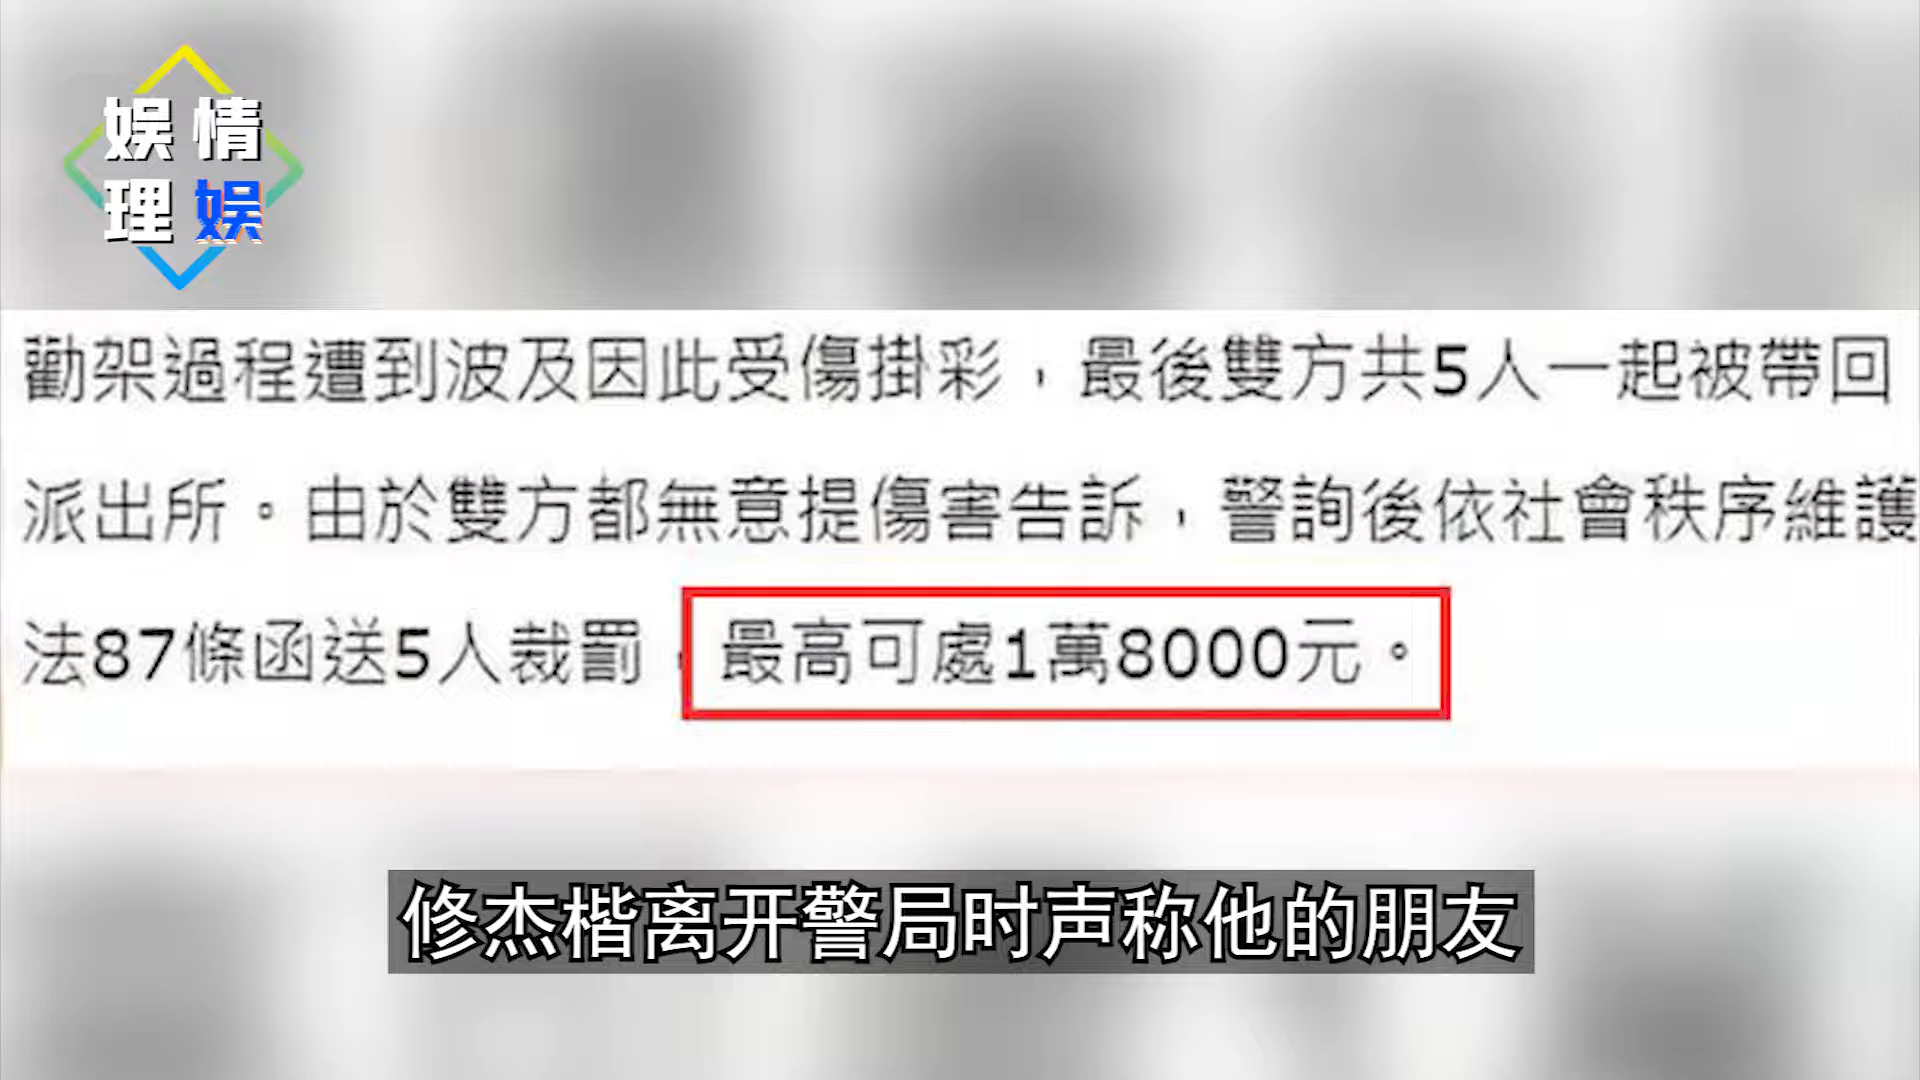 娱情
理娱
勸架過程遭到波及因此受傷掛彩，最後雙方共5人一起被帶回
派出所。由於雙方都無意提傷害告訴，警詢後依社會秩序維護
法87條函送5人裁罰，最高可處1萬8000元。
修杰楷离开警局时声称他的朋友